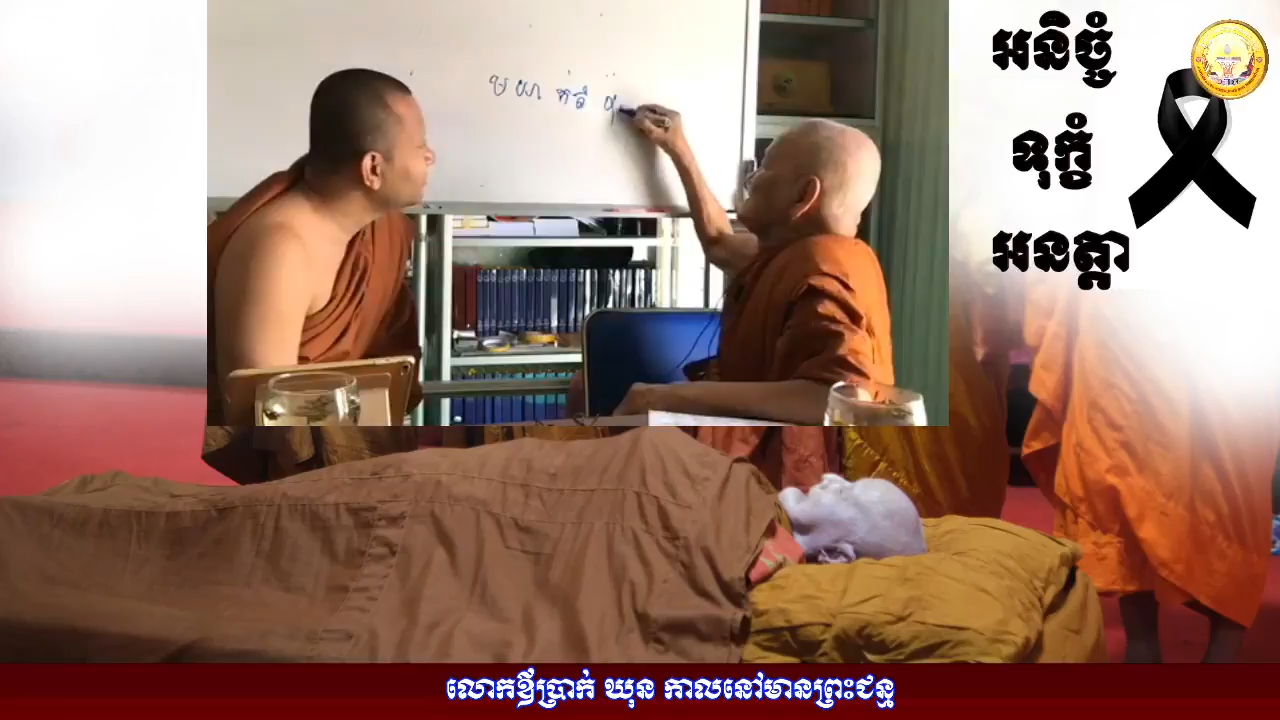 អនិច្ចំ
ទុក្ខំ
អនត្តា
លោកឪប្រាក់ ឃុន កាលនៅមានព្រះជន្ម